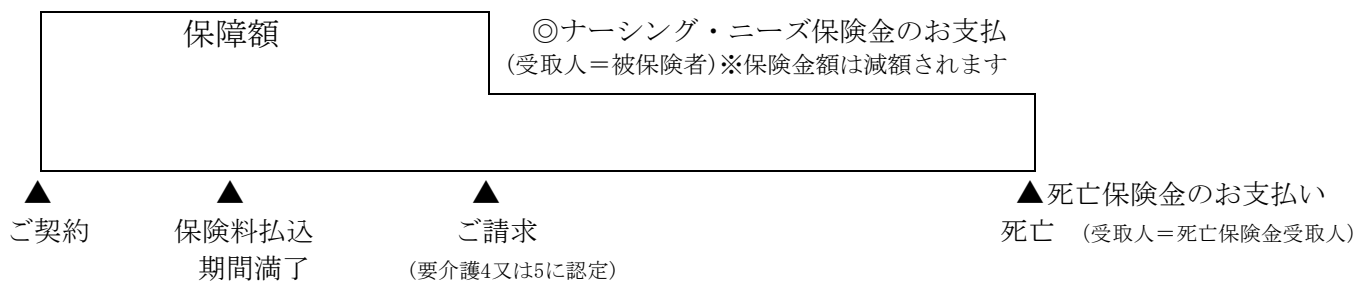 保障額
◎ナーシング・ニーズ保険金のお支払
(受取人＝被保険者)※保険金額は減額されます
▲ ▲ ▲ ▲死亡保険金のお支払い
ご契約 保険料払込 ご請求 死亡 (受取人＝死亡保険金受取人)
期間満了 (要介護4又は5に認定)